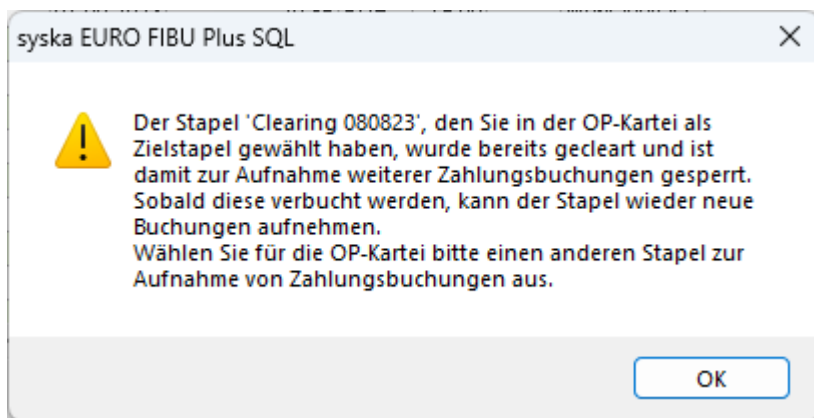 syska EURO FIBU Plus SQL
Der Stapel 'Clearing 080823', den Sie in der OP-Kartei als
Zielstapel gewählt haben, wurde bereits gecleart und ist
damit zur Aufnahme weiterer Zahlungsbuchungen gesperrt.
Sobald diese verbucht werden, kann der Stapel wieder neue
Buchungen aufnehmen.
Wählen Sie für die OP-Kartei bitte einen anderen Stapel zur
Aufnahme von Zahlungsbuchungen aus.
OK